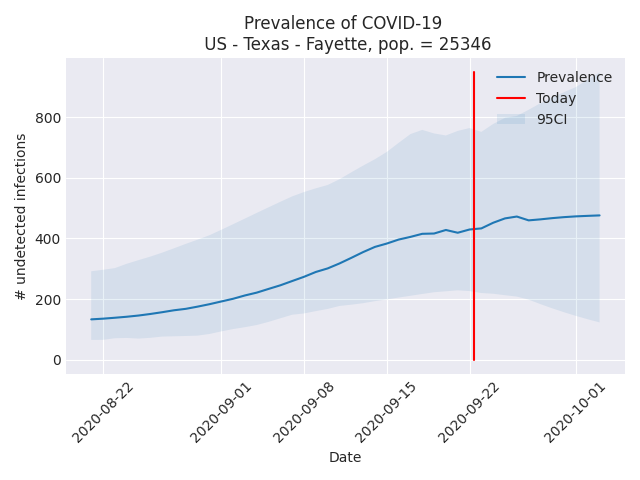 Prevalence of COVID-19
US - Texas - Fayette, pop. = 25346
Prevalence
Today
95CI
# undetected infections
800
600
400
200
0
2020-08-22
2020-09-01
2020-09-08
2020-09-15
2020-09-22
2020-10-01
Date